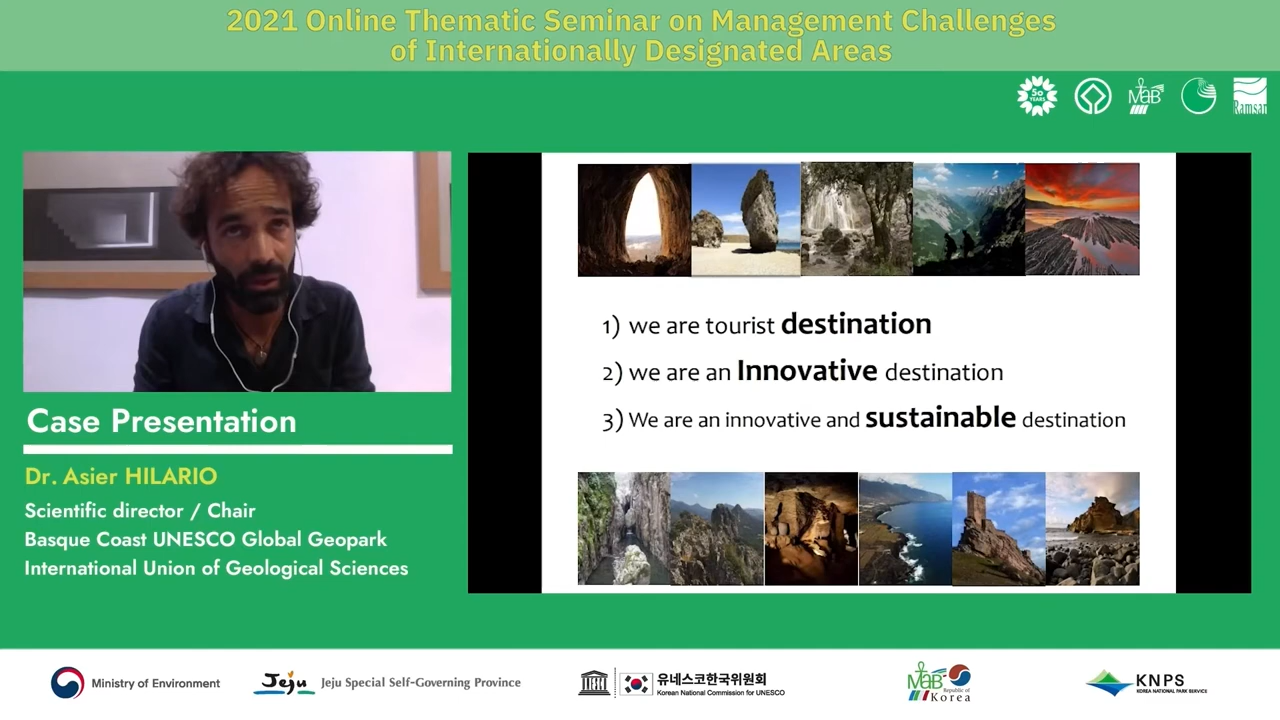 2021 Online Thematic Seminar on Management Challenges
of Internationally Designated Areas
50
YEARS
MaB
Ramsar
1) we are tourist destination
2) we are an Innovative destination
3) We are an innovative and sustainable destination
Case Presentation
Dr. Asier HILARIO
Scientific director / Chair
Basque Coast UNESCO Global Geopark
International Union of Geological Sciences
Ministry of Environment
Jeju
Jeju Special Self-Governing Province
유네스코한국위원회
Korean National Commission for UNESCO
MaB
Republic of
Korea
KNPS
KOREA NATIONAL PARK SERVICE